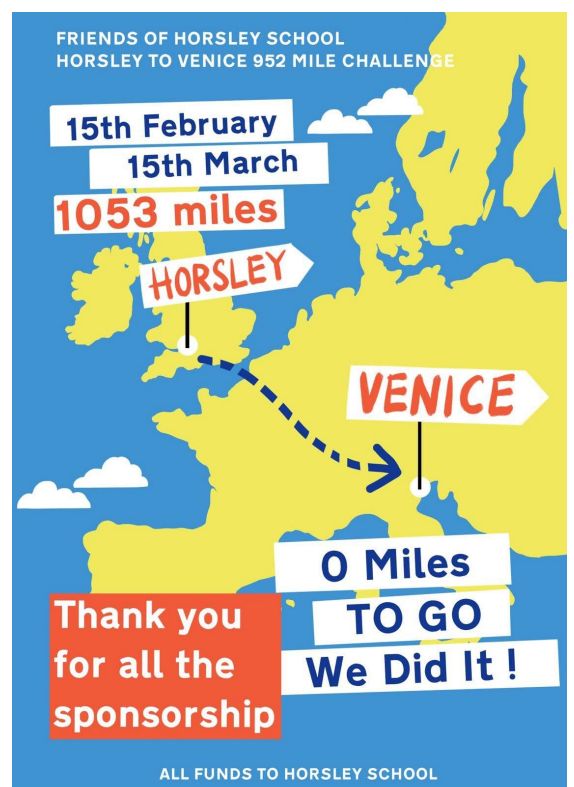 FRIENDS OF HORSLEY SCHOOL
HORSLEY TO VENICE 952 MILE CHALLENGE
15th February
15th March
1053 miles
HORSLEY
VENICE
0 Miles
TO GO
We Did It !
Thank you
for all the
sponsorship
ALL FUNDS TO HORSLEY SCHOOL